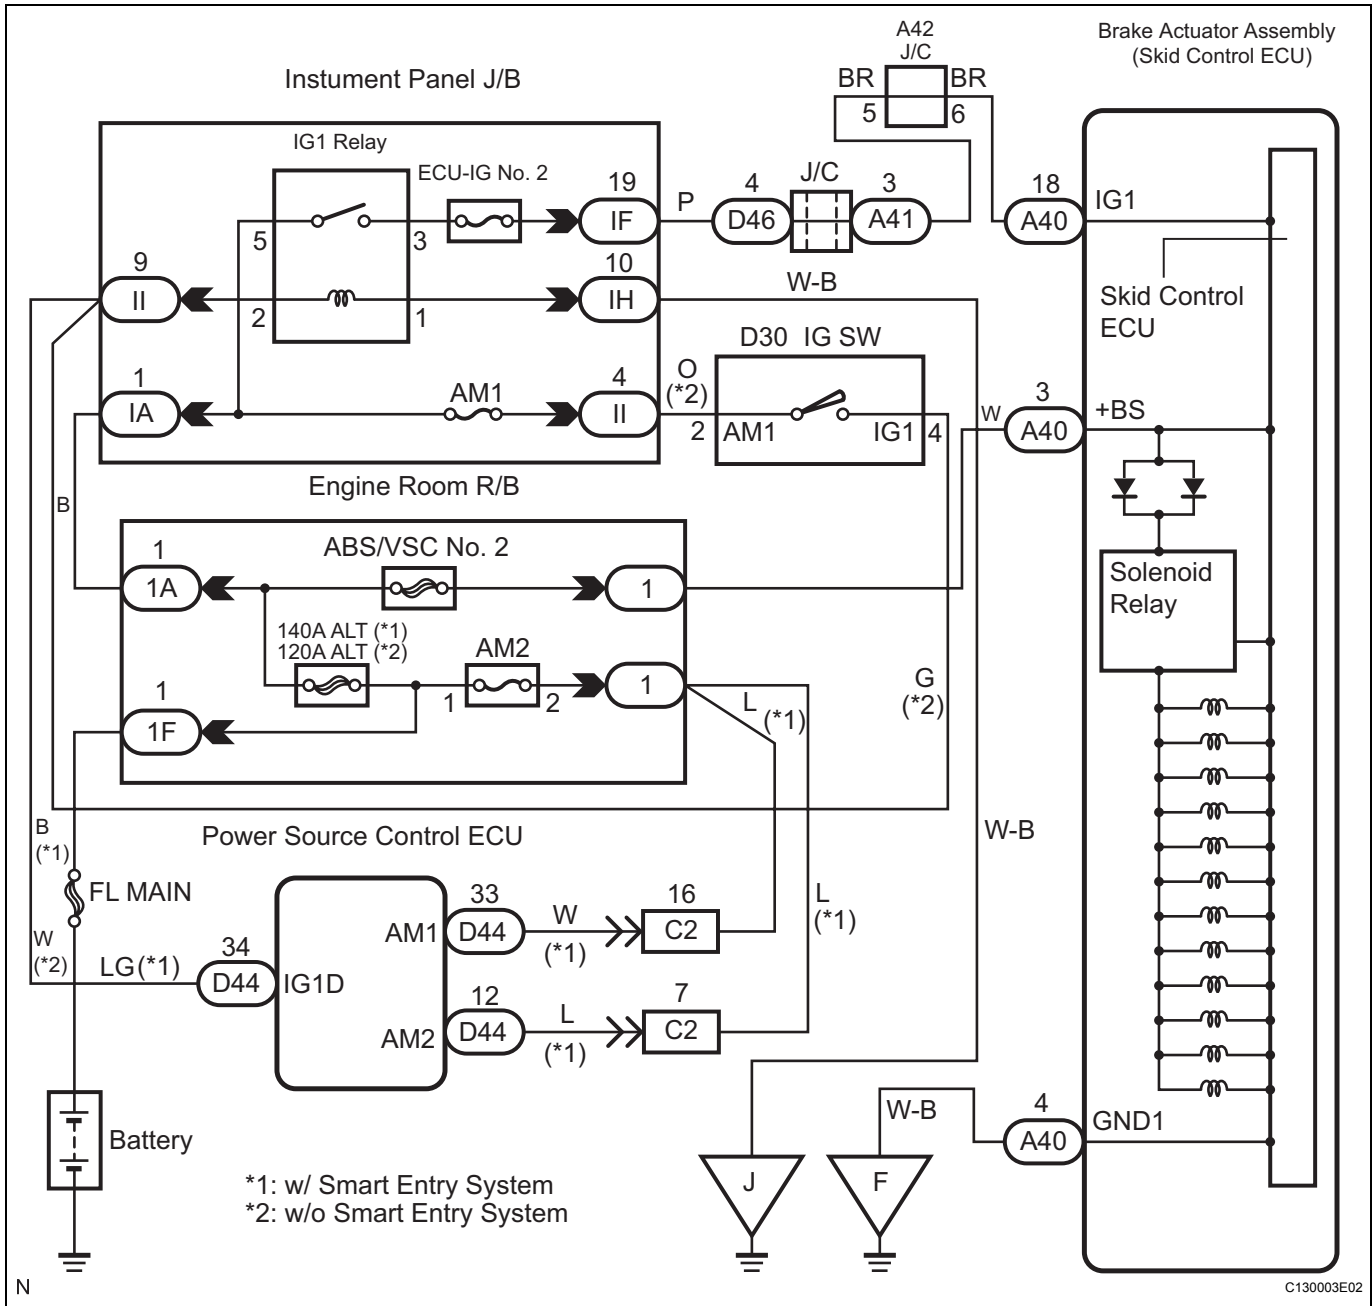 A42
J/C
Brake Actuator Assembly
(Skid Control ECU)
Instument Panel J/B
BR
BR
5
6
IG1 Relay
ECU-IG No. 2
19
IF
P
4
D46
J/C
3
A41
18
A40
IG1
5
3
9
II
2
1
10
IH
W-B
Skid Control
ECU
D30 IG SW
1
IA
AM1
4
II
O
(*2)
2
AM1
IG1
4
W
3
A40
+BS
Engine Room R/B
B
ABS/VSC No. 2
1
1A
1
Solenoid
Relay
140A ALT (*1)
120A ALT (*2)
AM2
1
2
1
1
1F
L
(*1)
G
(*2)
B
(*1)
Power Source Control ECU
W-B
FL MAIN
L
(*1)
AM1
33
D44
W
(*1)
16
C2
W
(*2)
LG(*1)
34
D44
IG1D
AM2
12
D44
L
(*1)
7
C2
W-B
4
A40
GND1
Battery
J
F
*1: w/ Smart Entry System
*2: w/o Smart Entry System
N
C130003E02